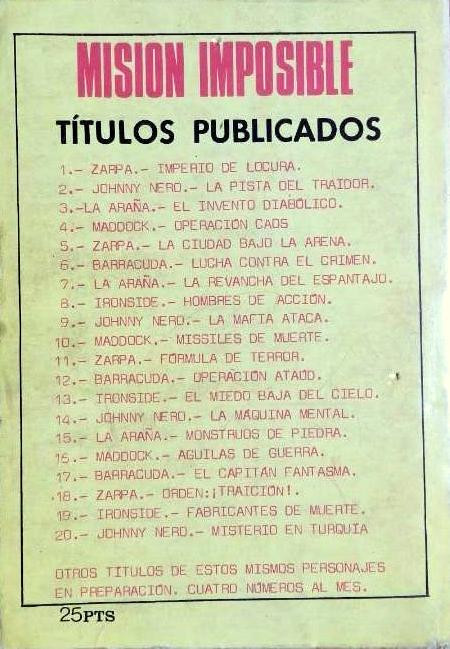 MISION IMPOSIBLE
TÍTULOS PUBLICADOS
1.- ZARPA.- IMPERIO DE LOCURA.
2.- JOHNNY NERO.- LA PISTA DEL TRAIDOR.
3.-LA ARAÑA.- EL INVENTO DIABÓLICO.
4.- MADDOCK.- OPERACIÓN CAOS
5.- ZARPA.- LA CIUDAD BAJO LA ARENA.
6.- BARRACUDA.- LUCHA CONTRA EL CRIMEN.
7.- LA ARAÑA.- LA REVANCHA DEL ESPANTAJO.
8.- IRONSIDE.- HOMBRES DE ACCIÓN.
9.- JOHNNY NERO.- LA MAFIA ATACA.
10.- MADDOCK.- MISSILES DE MUERTE.
11.- ZARPA.- FÓRMULA DE TERROR.
12.- BARRACUDA.- OPERACIÓN ATAÚD.
13.- IRONSIDE.- EL MIEDO BAJA DEL CIELO.
14.- JOHNNY NERO.- LA MÁQUINA MENTAL.
15.- LA ARAÑA.- MONSTRUOS DE PIEDRA.
16.- MADDOCK.- AGUILAS DE GUERRA.
17.- BARRACUDA.- EL CAPITÁN FANTASMA.
18.- ZARPA.- ORDEN:¡TRAICIÓN!.
19.- IRONSIDE.- FABRICANTES DE MUERTE.
20.- JOHNNY NERO.- MISTERIO EN TURQUÍA
OTROS TÍTULOS DE ESTOS MISMOS PERSONAJES
EN PREPARACIÓN. CUATRO NÚMEROS AL MES.
25PTS